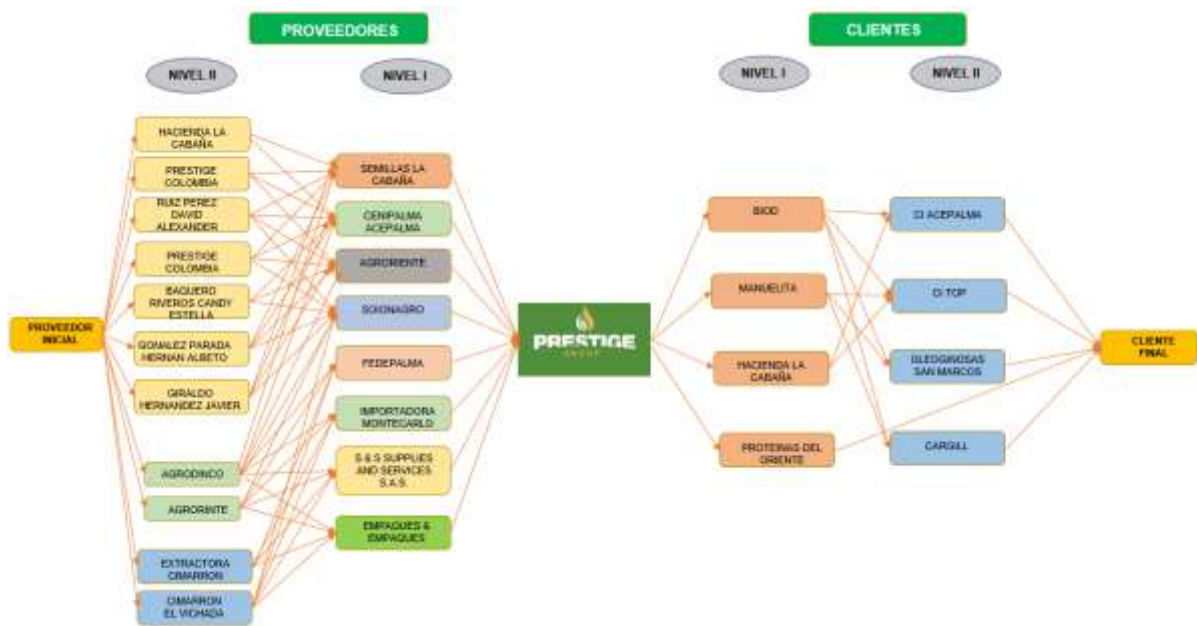 PROVEEDORES
CLIENTES
NIVEL II
NIVEL I
NIVEL I
NIVEL II
PROVEEDOR
INICIAL
HACIENDA LA
CABAÑA
PRESTIGE
COLOMBIA
RUIZ PEREZ
DAVID
ALEXANDER
PRESTIGE
COLOMBIA
BAQUERO
RIVEROS CANDY
ESTELLA
GONALEZ PARADA
HERNAN ALBETO
GIRALDO
HERNANDEZ JAVIER
AGRODINCO
AGRORINTE
EXTRACTORA
CIMARRON
CIMARRON
EL VICHADA
SEMILLAS LA
CABAÑA
CENIPALMA
ACEPALMA
AGRORIENTE
SOIONAGRO
FEDEPALMA
IMPORTADORA
MONTECARLO
S & S SUPPLIES
AND SERVICES
S.A.S.
EMPAQUES &
EMPAQUES
PRESTIGE
GROUP
BIOD
MANUELITA
HACIENDA LA
CABAÑA
PROTEINAS DEL
ORIENTE
CI ACEPALMA
CI TOP
OLEOGINOSAS
SAN MARCOS
CARGILL
CLIENTE
FINAL